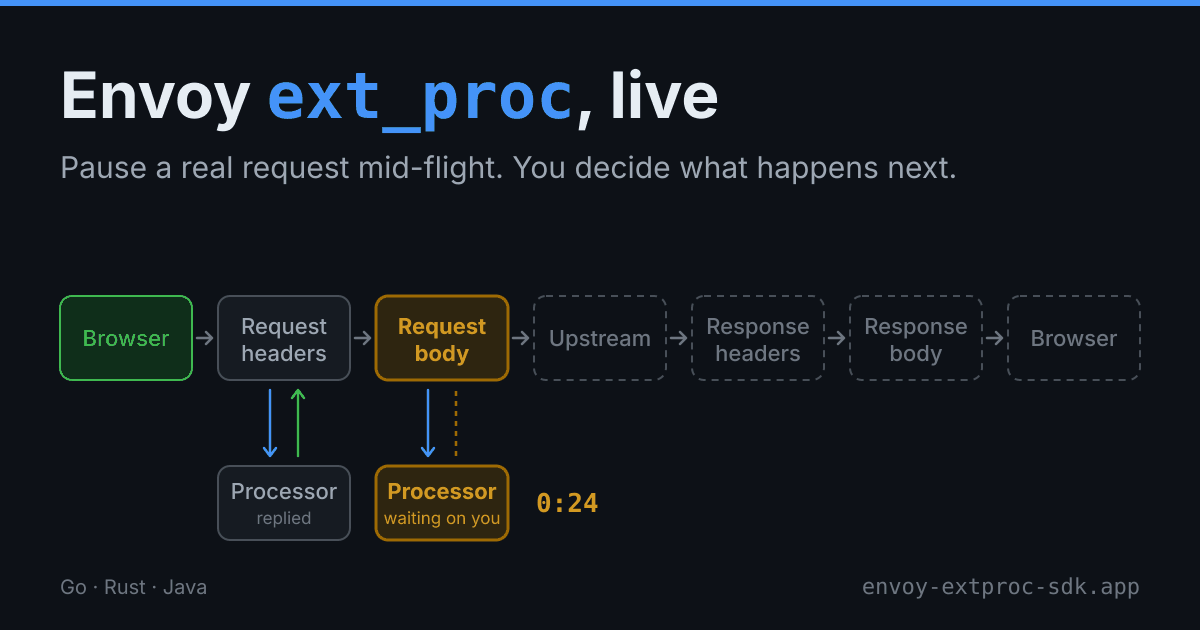 Envoy ext_proc, live
Pause a real request mid-flight. You decide what happens next.
Browser
Request
headers
Request
body
Upstream
Response
headers
Response
body
Browser
Processor
replied
Processor
waiting on you
0:24
Go · Rust · Java
envoy-extproc-sdk.app